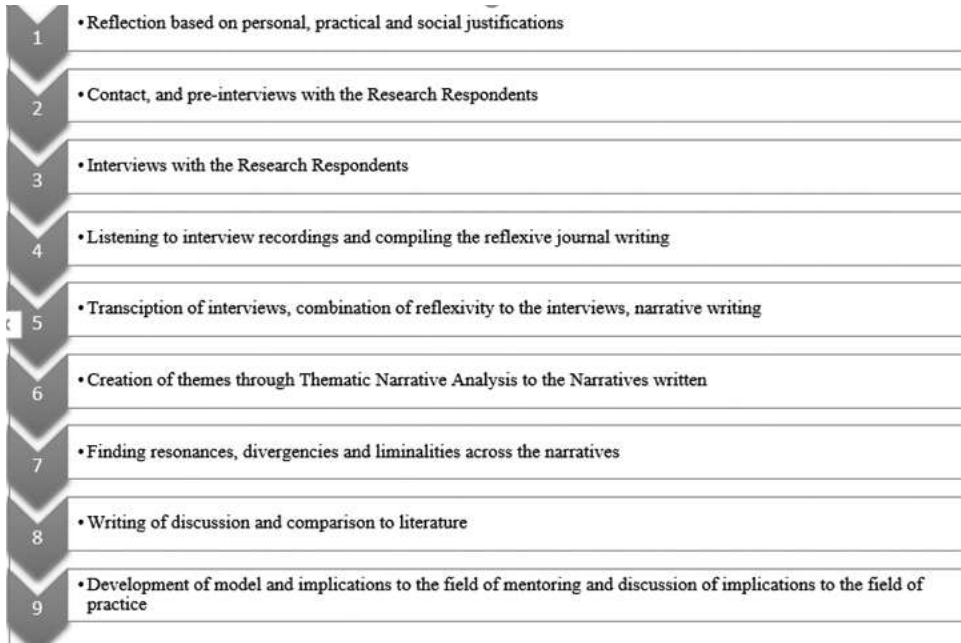 1
• Reflection based on personal, practical and social justifications
2
• Contact, and pre-interviews with the Research Respondents
3
• Interviews with the Research Respondents
4
• Listening to interview recordings and compiling the reflexive journal writing
5
• Transciption of interviews, combination of reflexivity to the interviews, narrative writing
6
• Creation of themes through Thematic Narrative Analysis to the Narratives written
7
• Finding resonances, divergencies and liminalities across the narratives
8
• Writing of discussion and comparison to literature
9
• Development of model and implications to the field of mentoring and discussion of implications to the field of
practice